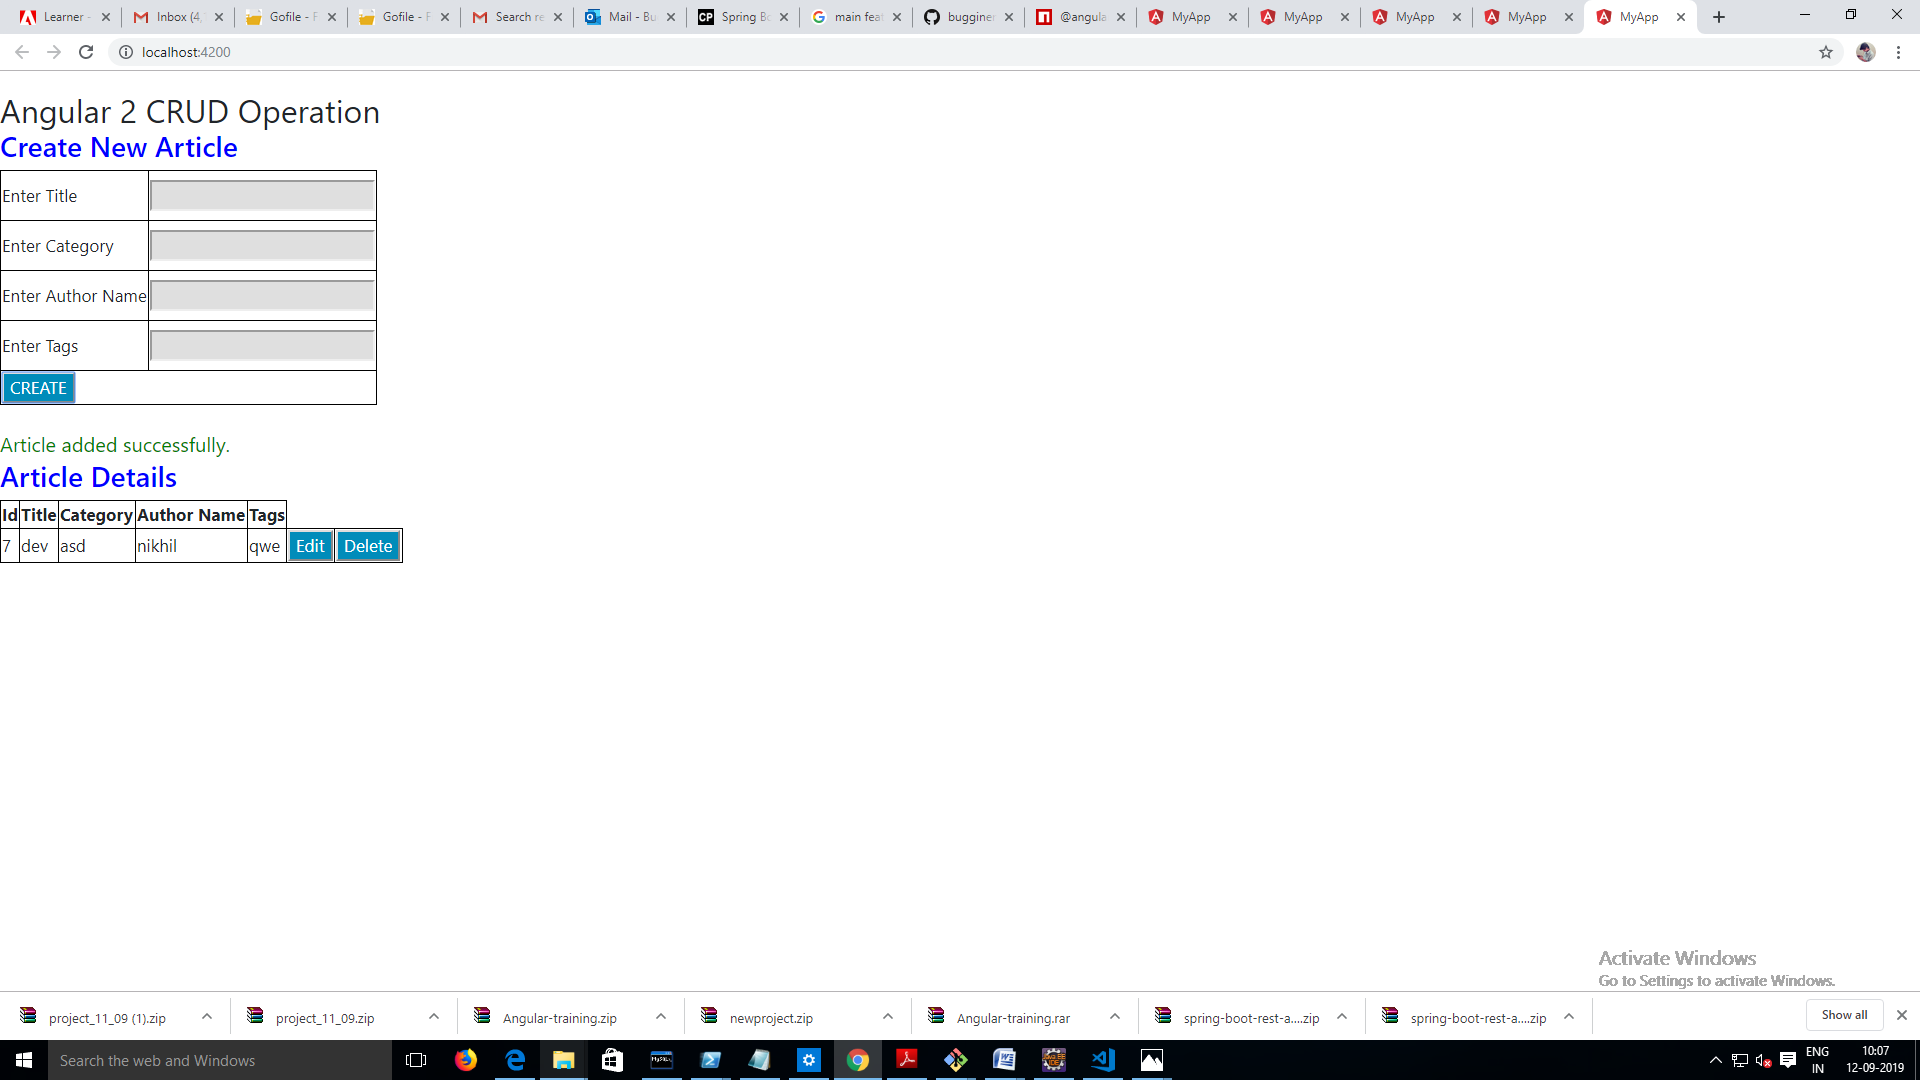 Learner - Inbox (4, Gofile - F Gofile - F Search re Mail - Bu CP Spring Bo main feat bugginer @angula MyApp MyApp MyApp MyApp MyApp
localhost:4200
Angular 2 CRUD Operation
Create New Article
Enter Title
Enter Category
Enter Author Name
Enter Tags
CREATE
Article added successfully.
Article Details
Id Title Category Author Name Tags
7 dev asd nikhil qwe Edit Delete
Activate Windows
Go to Settings to activate Windows.
project_11_09 (1).zip project_11_09.zip Angular-training.zip newproject.zip Angular-training.rar spring-boot-rest-a....zip spring-boot-rest-a....zip Show all
Search the web and Windows
ENG 10:07
IN 12-09-2019